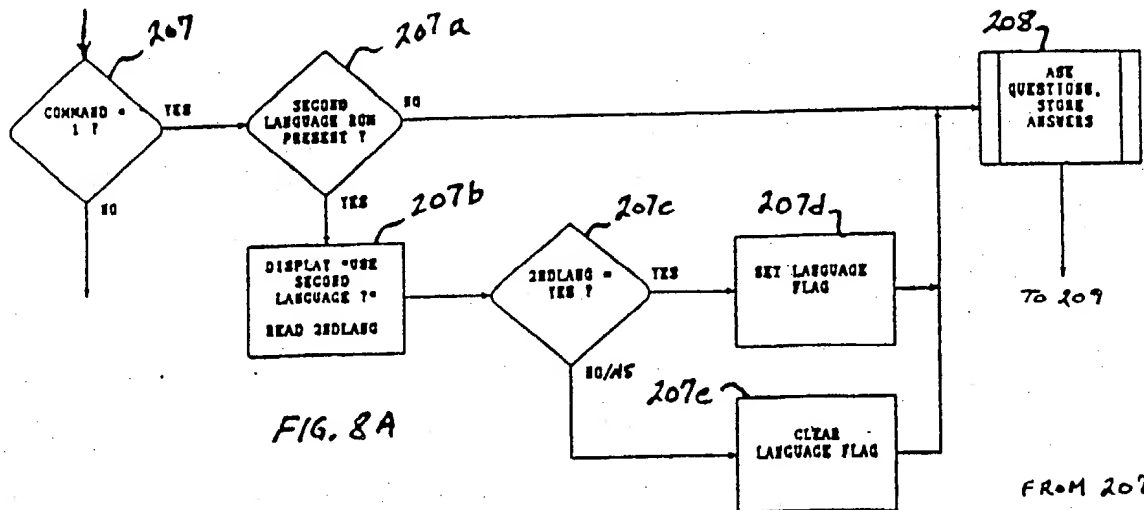 207
COMMAND =
1 ?
YES
NO
207a
SECOND
LANGUAGE ROM
PRESENT ?
NO
YES
207b
DISPLAY "USE
SECOND
LANGUAGE ?"
READ 2NDLANG
207c
2NDLANG =
YES ?
YES
NO/NS
207d
SET LANGUAGE
FLAG
207e
CLEAR
LANGUAGE FLAG
208
ASK
QUESTIONS,
STORE
ANSWERS
TO 209
FIG. 8A
FROM 207